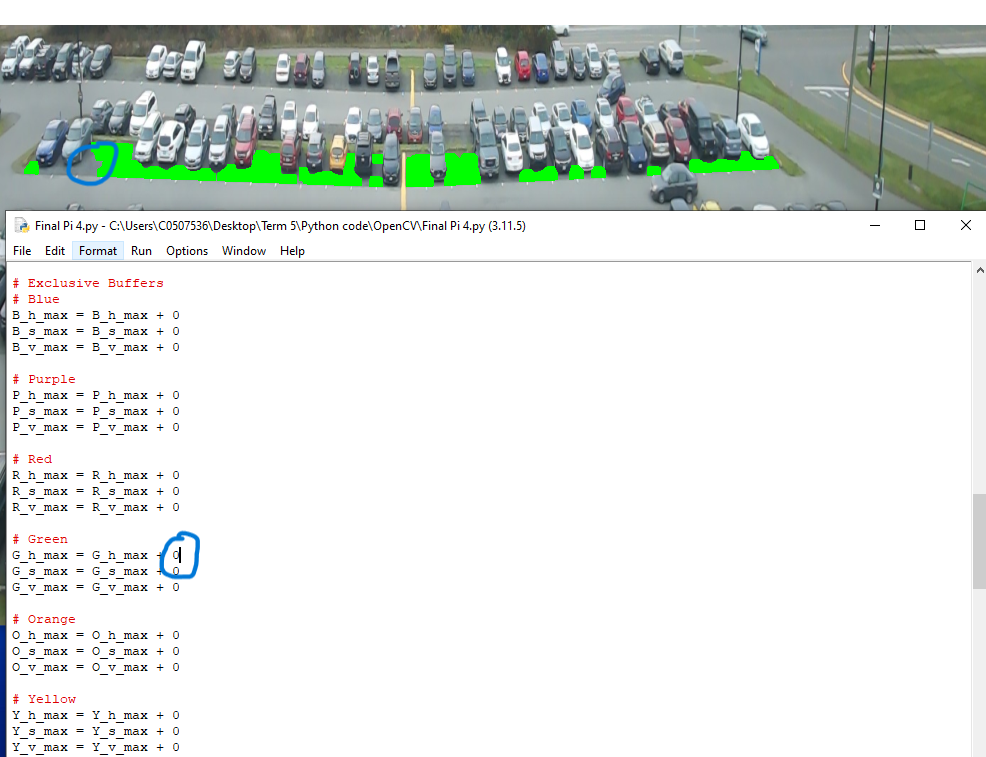 Final Pi 4.py - C:\Users\C0507536\Desktop\Term 5\Python code\OpenCV\Final Pi 4.py (3.11.5)
File Edit Format Run Options Window Help
# Exclusive Buffers
# Blue
B_h_max = B_h_max + 0
B_s_max = B_s_max + 0
B_v_max = B_v_max + 0
# Purple
P_h_max = P_h_max + 0
P_s_max = P_s_max + 0
P_v_max = P_v_max + 0
# Red
R_h_max = R_h_max + 0
R_s_max = R_s_max + 0
R_v_max = R_v_max + 0
# Green
G_h_max = G_h_max + 0
G_s_max = G_s_max + 0
G_v_max = G_v_max + 0
# Orange
O_h_max = O_h_max + 0
O_s_max = O_s_max + 0
O_v_max = O_v_max + 0
# Yellow
Y_h_max = Y_h_max + 0
Y_s_max = Y_s_max + 0
Y_v_max = Y_v_max + 0